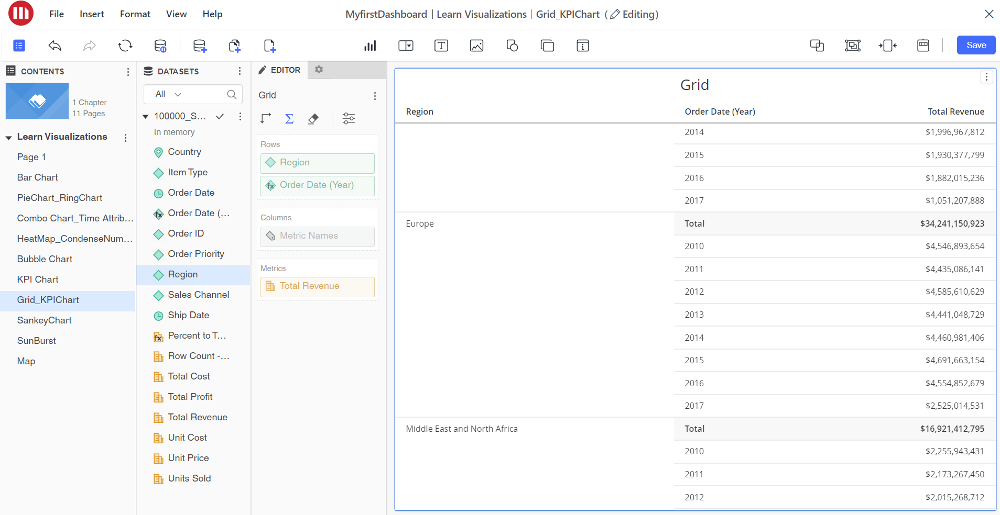 File Insert Format View Help
MyfirstDashboard | Learn Visualizations | Grid_KPIChart (Editing)
Save
CONTENTS
1 Chapter
11 Pages
Learn Visualizations
Page 1
Bar Chart
PieChart_RingChart
Combo Chart_Time Attrib...
HeatMap_CondenseNum...
Bubble Chart
KPI Chart
Grid_KPIChart
SankeyChart
SunBurst
Map
DATASETS
All
100000_S...
In memory
Country
Item Type
Order Date
Order Date (...
Order ID
Order Priority
Region
Sales Channel
Ship Date
Percent to T...
Row Count -...
Total Cost
Total Profit
Total Revenue
Unit Cost
Unit Price
Units Sold
EDITOR
Grid
Rows
Region
Order Date (Year)
Columns
Metric Names
Metrics
Total Revenue
Grid
Region Order Date (Year) Total Revenue
2014 $1,996,967,812
2015 $1,930,377,799
2016 $1,882,015,236
2017 $1,051,207,888
Europe Total $34,241,150,923
2010 $4,546,893,654
2011 $4,435,086,141
2012 $4,585,610,629
2013 $4,441,048,729
2014 $4,460,981,406
2015 $4,691,663,154
2016 $4,554,852,679
2017 $2,525,014,531
Middle East and North Africa Total $16,921,412,795
2010 $2,255,943,431
2011 $2,173,267,450
2012 $2,015,268,712